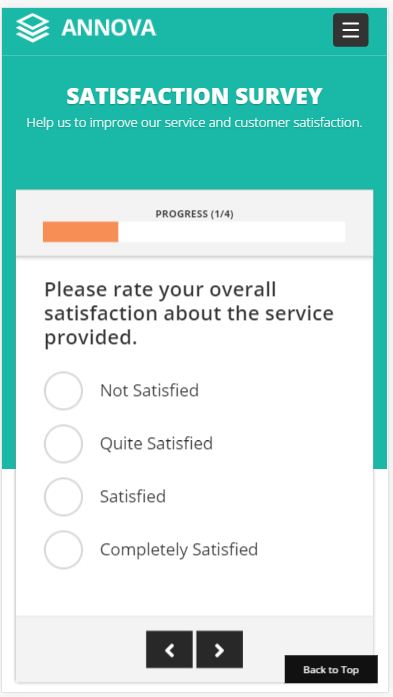 ANNOVA
SATISFACTION SURVEY
Help us to improve our service and customer satisfaction.
PROGRESS (1/4)
Please rate your overall
satisfaction about the service
provided.
Not Satisfied
Quite Satisfied
Satisfied
Completely Satisfied
Back to Top